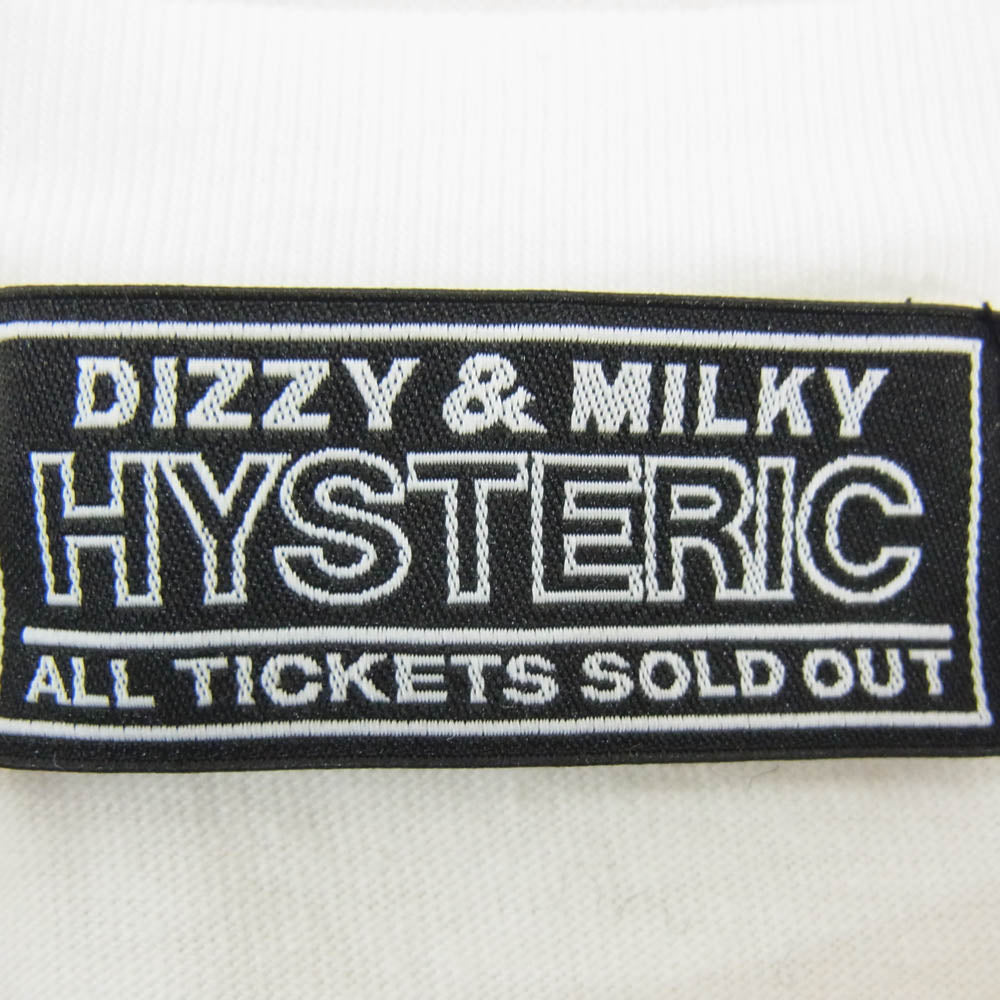 DIZZY & MILKY
HYSTERIC
ALL TICKETS SOLD OUT